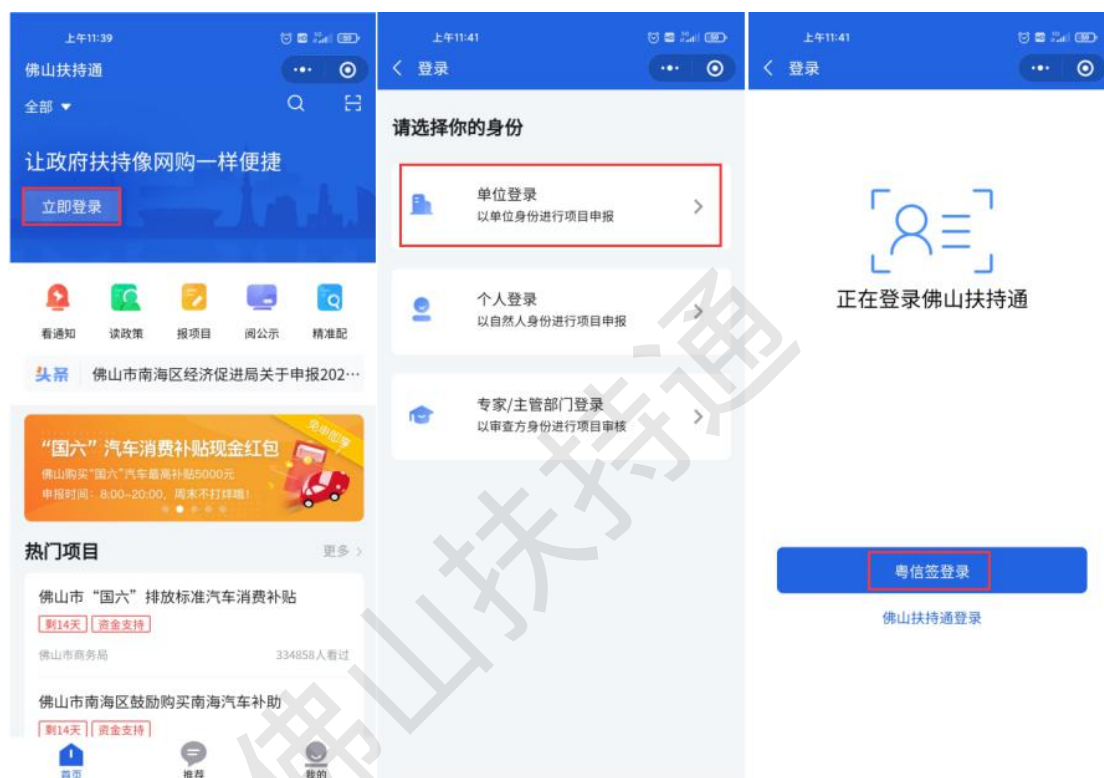 上午11:39
佛山扶持通
全部
让政府扶持像网购一样便捷
立即登录
看通知
读政策
报项目
阅公示
精准配
头条
佛山市南海区经济促进局关于申报202…
免申即享
“国六”汽车消费补贴现金红包
佛山购买“国六”汽车最高补贴5000元
申报时间：8:00-20:00，周末不打烊哦！
热门项目
更多
佛山市“国六”排放标准汽车消费补贴
剩14天 资金支持
佛山市商务局
334858人看过
佛山市南海区鼓励购买南海汽车补助
剩14天 资金支持
首页
推荐
我的
上午11:41
登录
请选择你的身份
单位登录
以单位身份进行项目申报
个人登录
以自然人身份进行项目申报
专家/主管部门登录
以审查方身份进行项目审核
上午11:41
登录
正在登录佛山扶持通
粤信签登录
佛山扶持通登录
佛山扶持通